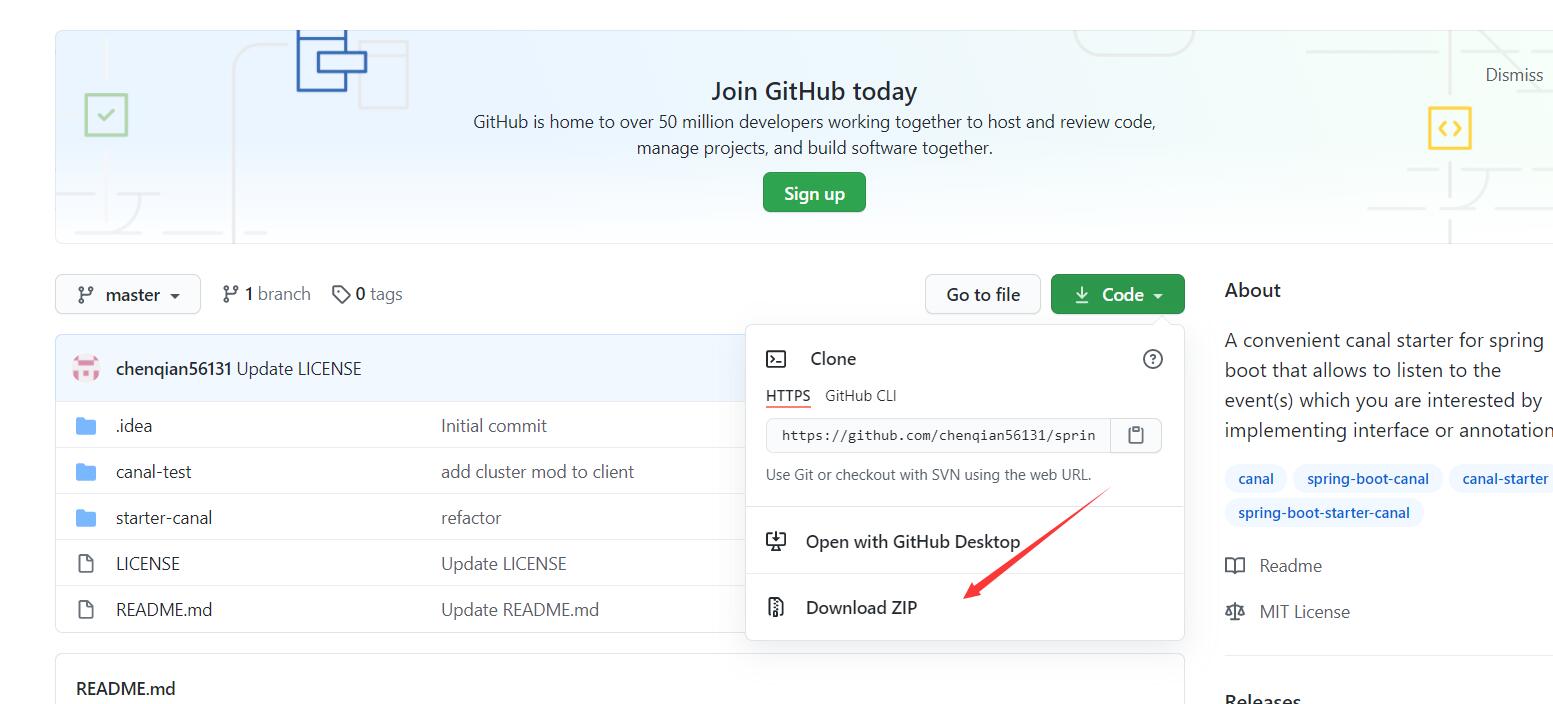 Join GitHub today
Dismiss
GitHub is home to over 50 million developers working together to host and review code,
manage projects, and build software together.
Sign up
master
1 branch
0 tags
Go to file
Code
chenqian56131 Update LICENSE
.idea Initial commit
canal-test add cluster mod to client
starter-canal refactor
LICENSE Update LICENSE
README.md Update README.md
Clone
HTTPS GitHub CLI
https://github.com/chenqian56131/sprin
Use Git or checkout with SVN using the web URL.
Open with GitHub Desktop
Download ZIP
README.md
About
A convenient canal starter for spring
boot that allows to listen to the
event(s) which you are interested by
implementing interface or annotation
canal spring-boot-canal canal-starter
spring-boot-starter-canal
Readme
MIT License
Releases